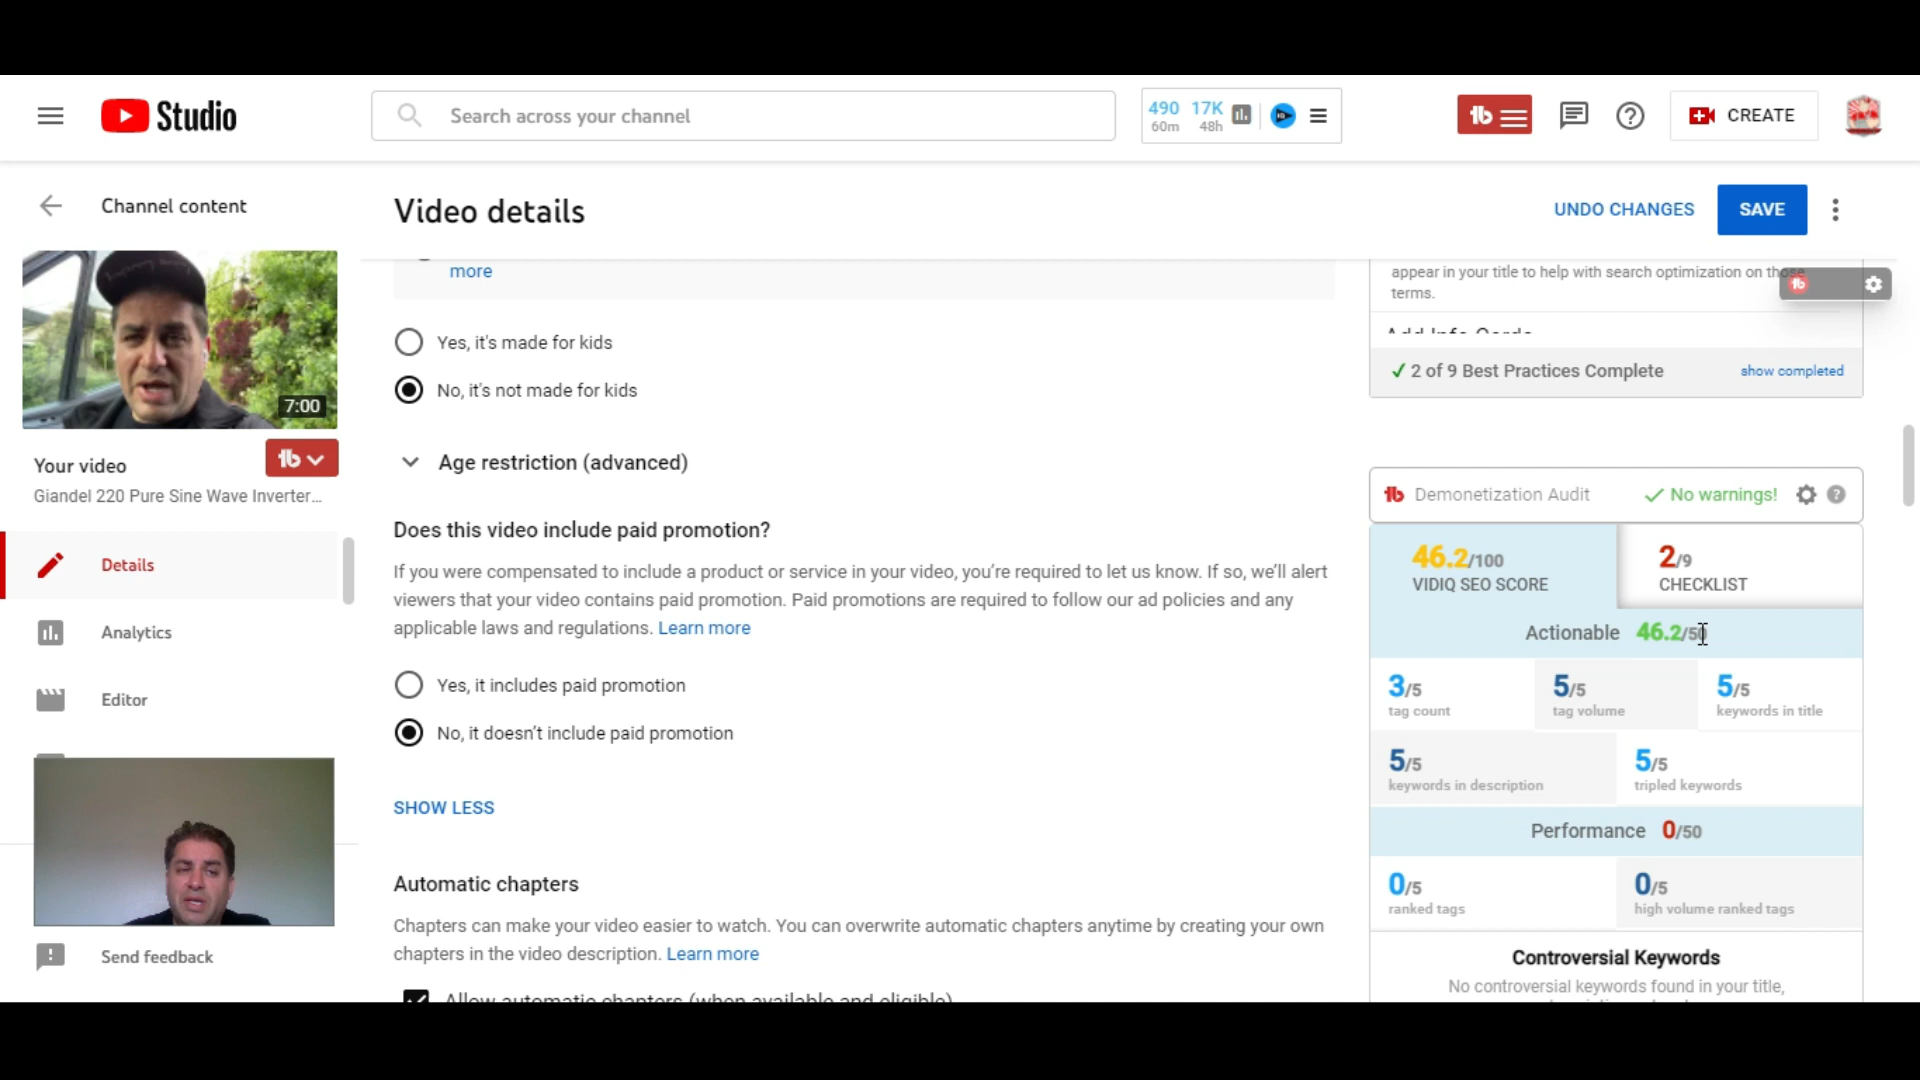 Studio
Search across your channel
490 17K
60m 48h
CREATE
Channel content
Video details
UNDO CHANGES
SAVE
7:00
Your video
Giandel 220 Pure Sine Wave Inverter...
Details
Analytics
Editor
Send feedback
more
Yes, it's made for kids
No, it's not made for kids
Age restriction (advanced)
Does this video include paid promotion?
If you were compensated to include a product or service in your video, you're required to let us know. If so, we'll alert
viewers that your video contains paid promotion. Paid promotions are required to follow our ad policies and any
applicable laws and regulations. Learn more
Yes, it includes paid promotion
No, it doesn't include paid promotion
SHOW LESS
Automatic chapters
Chapters can make your video easier to watch. You can overwrite automatic chapters anytime by creating your own
chapters in the video description. Learn more
Allow automatic chapters (when available and eligible)
appear in your title to help with search optimization on those
terms.
Add Info Cards
✓ 2 of 9 Best Practices Complete
show completed
Demonetization Audit
✓ No warnings!
46.2/100
VIDIQ SEO SCORE
2/9
CHECKLIST
Actionable 46.2/50
3/5
tag count
5/5
tag volume
5/5
keywords in title
5/5
keywords in description
5/5
tripled keywords
Performance 0/50
0/5
ranked tags
0/5
high volume ranked tags
Controversial Keywords
No controversial keywords found in your title,